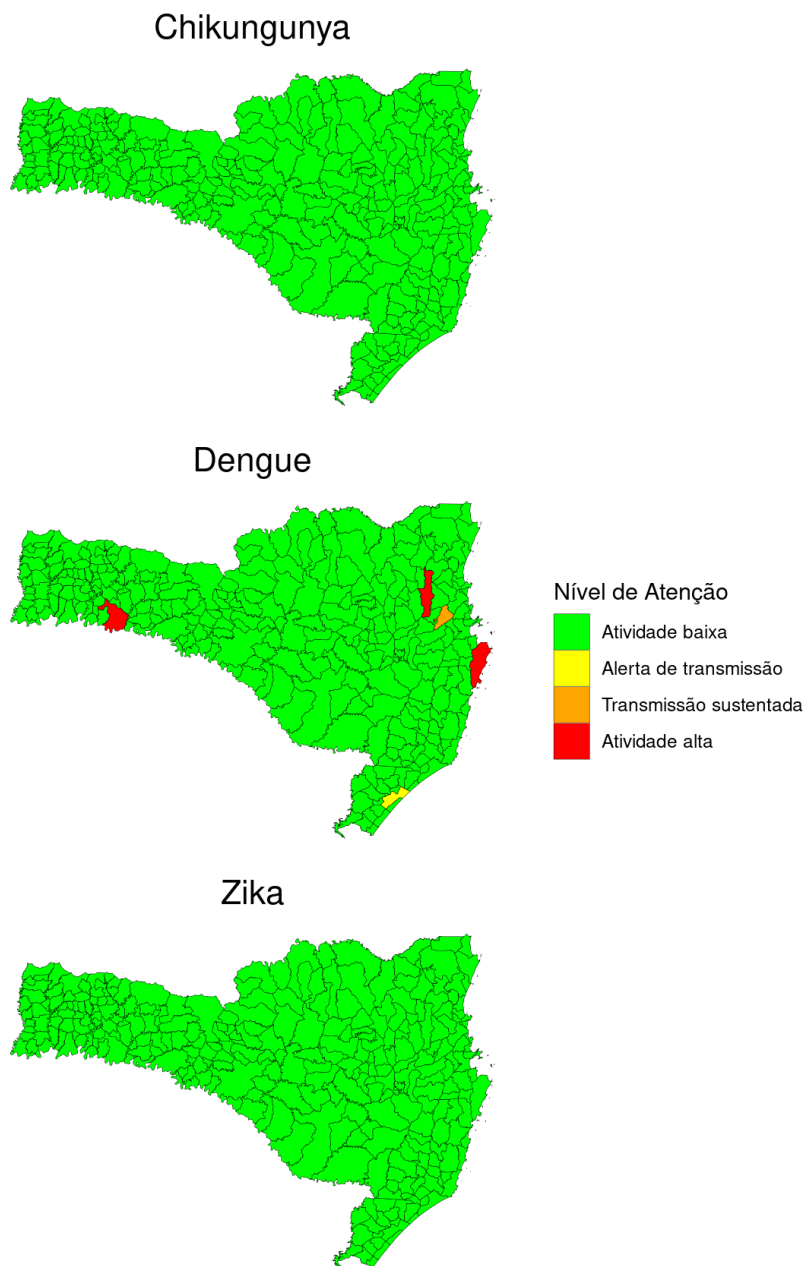 Chikungunya
Dengue
Nível de Atenção
Atividade baixa
Alerta de transmissão
Transmissão sustentada
Atividade alta
Zika